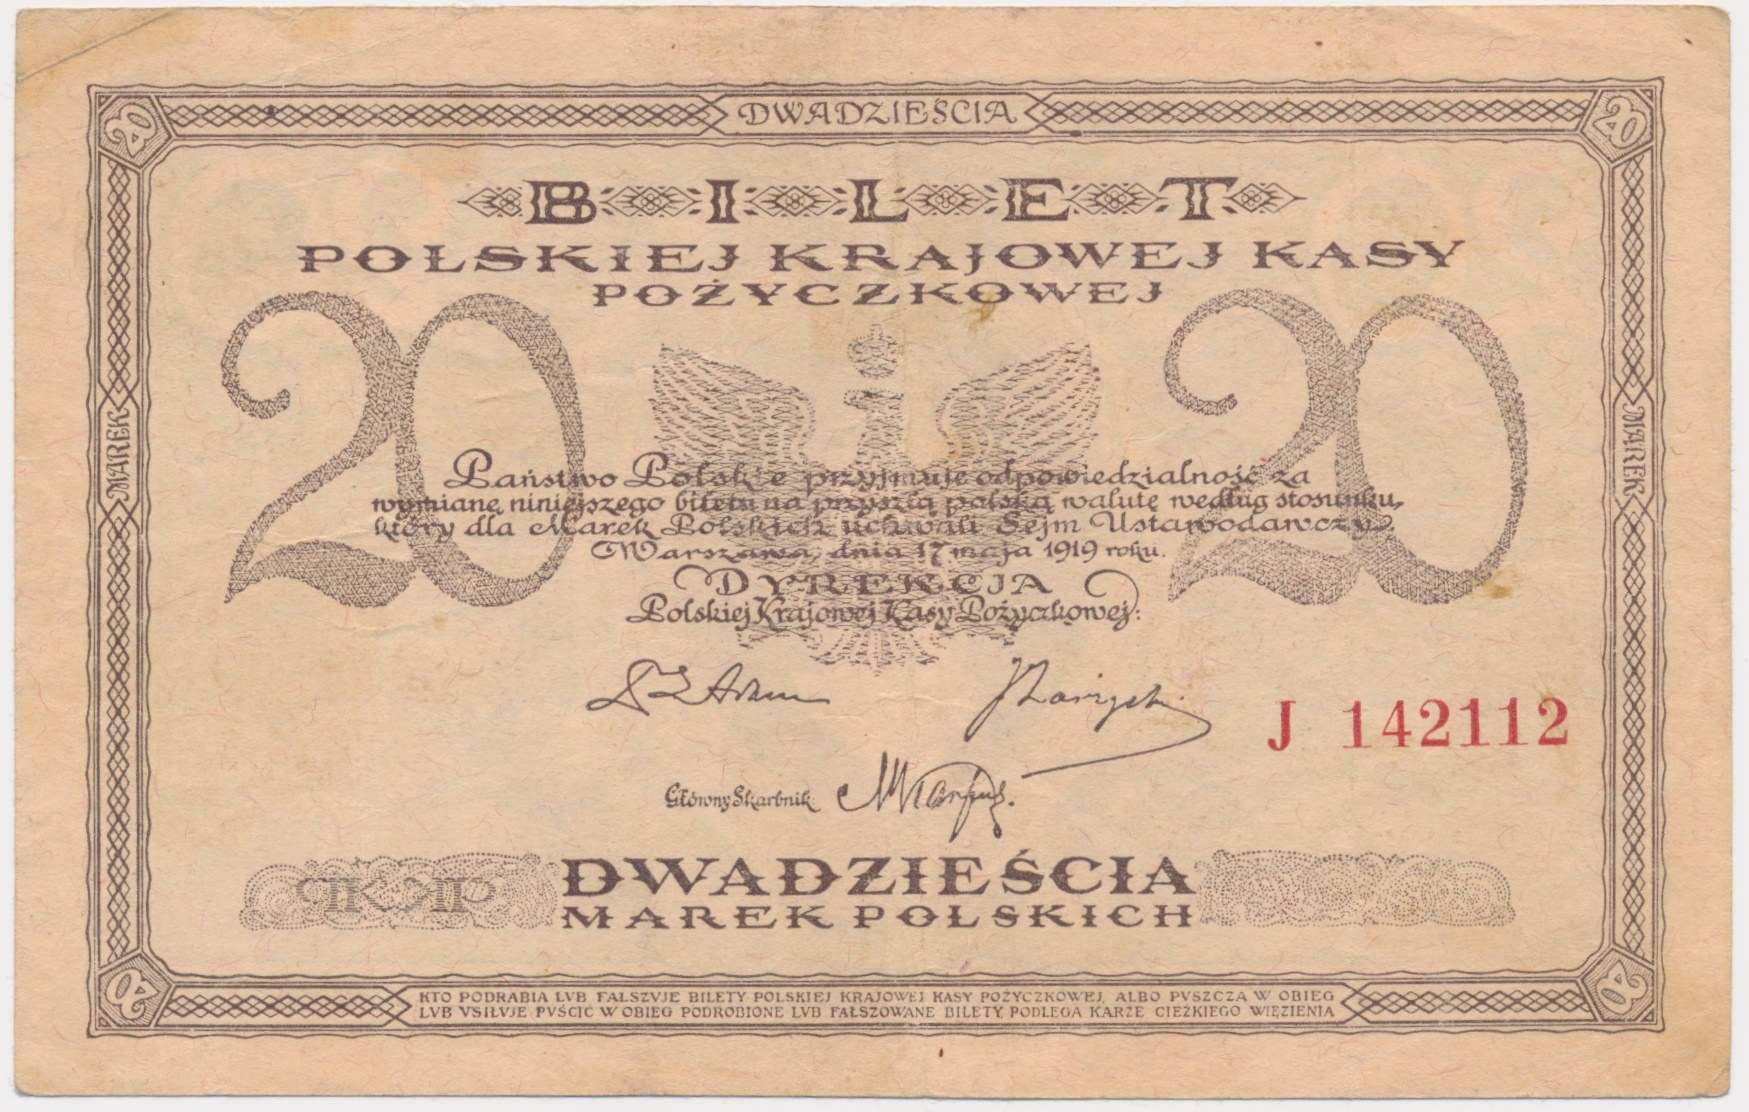 DWADZIEŚCIA
20 20
BILET
POLSKIEJ KRAJOWEJ KASY
POŻYCZKOWEJ
20 20
Państwo Polskie przyjmuje odpowiedzialność za
wymianę niniejszego biletu na przyszłą polską walutę według stosunku,
który dla Marek Polskich uchwali Sejm Ustawodawczy.
Warszawa, dnia 17 maja 1919 roku.
DYREKCJA
Polskiej Krajowej Kasy Pożyczkowej:
MAREK MAREK
J 142112
Główny Skarbnik:
DWADZIEŚCIA
MAREK POLSKICH
20 20
KTO PODRABIA LVB FAŁSZVJE BILETY POLSKIEJ KRAJOWEJ KASY POŻYCZKOWEJ, ALBO PVSZCZA W OBIEG
LVB VSIŁVJE PVŚCIĆ W OBIEG PODROBIONE LVB FAŁSZOWANE BILETY, PODLEGA KARZE CIĘŻKIEGO WIĘZIENIA